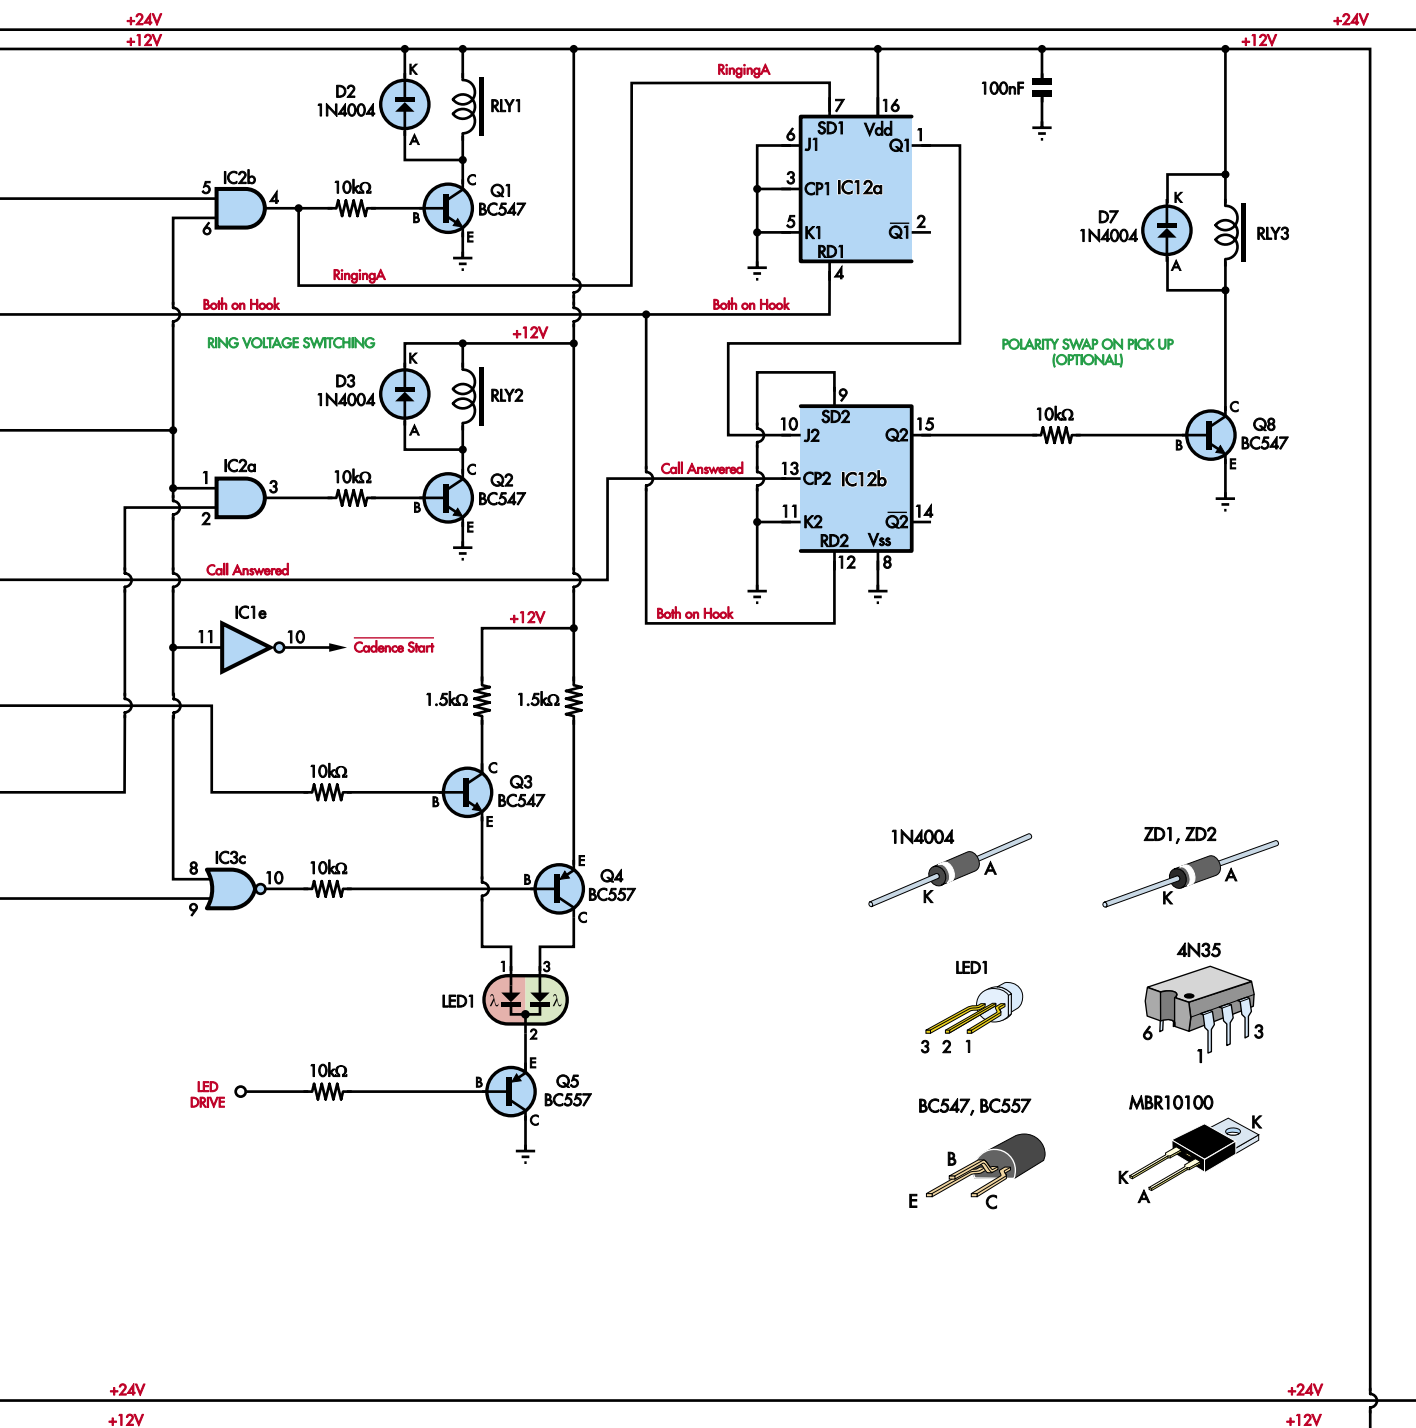 +24V
+24V
+12V
+12V
K
D2
1N4004
A
RLY1
RingingA
7
16
SD1
Vdd
6
J1
Q1
1
3
CP1
IC12a
5
K1
Q1
2
RD1
4
100nF
IC2b
5
6
4
10kΩ
C
Q1
BC547
B
E
RingingA
Both on Hook
Both on Hook
K
D7
1N4004
A
RLY3
RING VOLTAGE SWITCHING
+12V
POLARITY SWAP ON PICK UP
(OPTIONAL)
K
D3
1N4004
A
RLY2
9
SD2
10
J2
Q2
15
13
CP2
IC12b
11
K2
Q2
14
RD2
Vss
12
8
10kΩ
C
Q8
BC547
B
E
IC2a
1
2
3
10kΩ
C
Q2
BC547
B
E
Call Answered
Call Answered
Both on Hook
IC1e
11
10
Cadence Start
+12V
1.5kΩ
1.5kΩ
10kΩ
C
Q3
BC547
B
E
IC3c
8
9
10
10kΩ
E
Q4
BC557
B
C
1
3
LED1
λ
λ
2
LED
DRIVE
10kΩ
E
Q5
BC557
B
C
1N4004
A
K
ZD1, ZD2
A
K
LED1
3 2 1
4N35
6
1
3
BC547, BC557
B
E
C
MBR10100
K
K
A
+24V
+24V
+12V
+12V